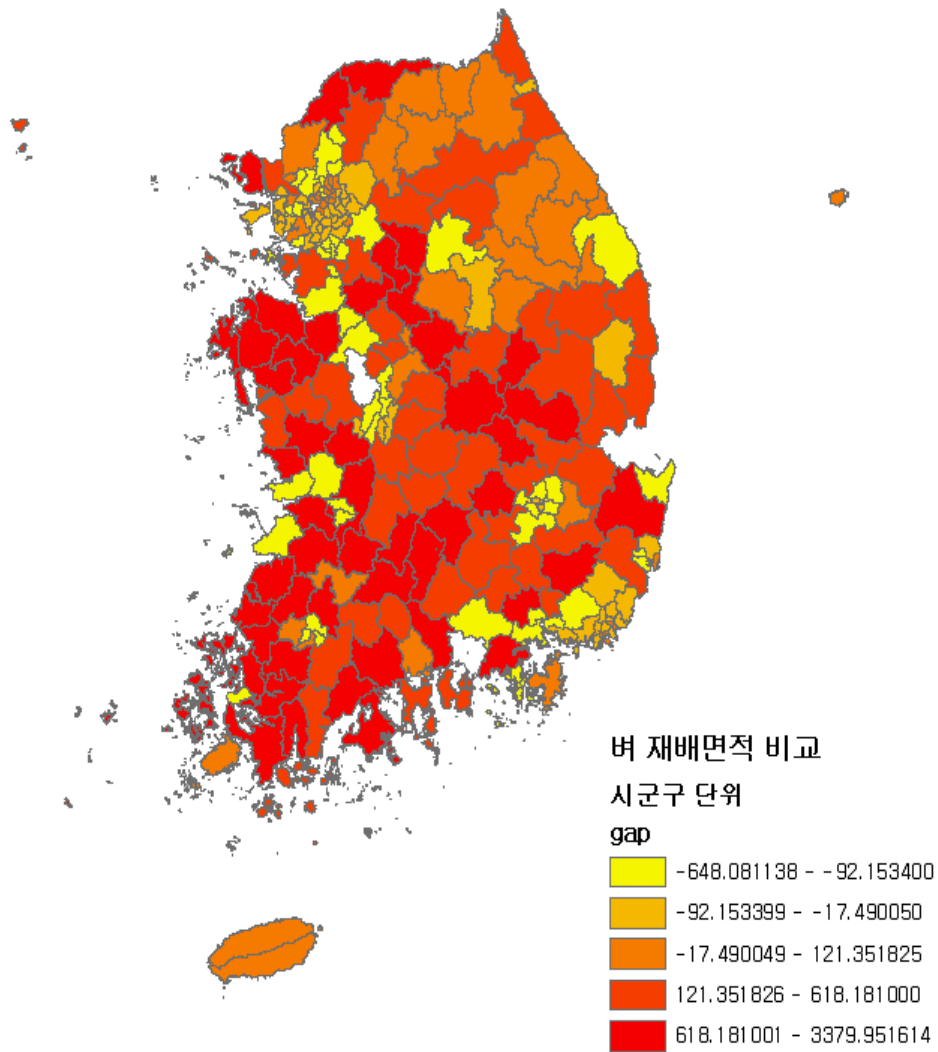 벼 재배면적 비교
시군구 단위
gap
-648.081138 - -92.153400
-92.153399 - -17.490050
-17.490049 - 121.351825
121.351826 - 618.181000
618.181001 - 3379.951614